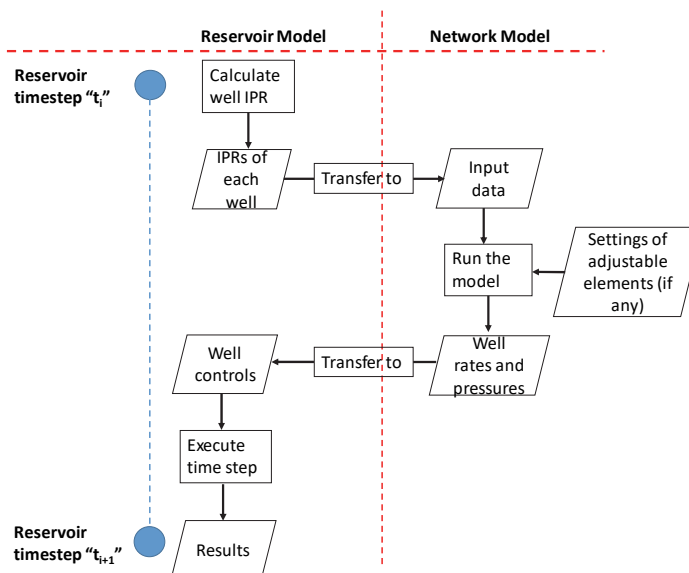 Reservoir Model
Network Model
Reservoir
timestep “tᵢ”
Calculate
well IPR
IPRs of
each
well
Transfer to
Input
data
Run the
model
Settings of
adjustable
elements (if
any)
Well
rates and
pressures
Transfer to
Well
controls
Execute
time step
Reservoir
timestep “tᵢ₊₁”
Results